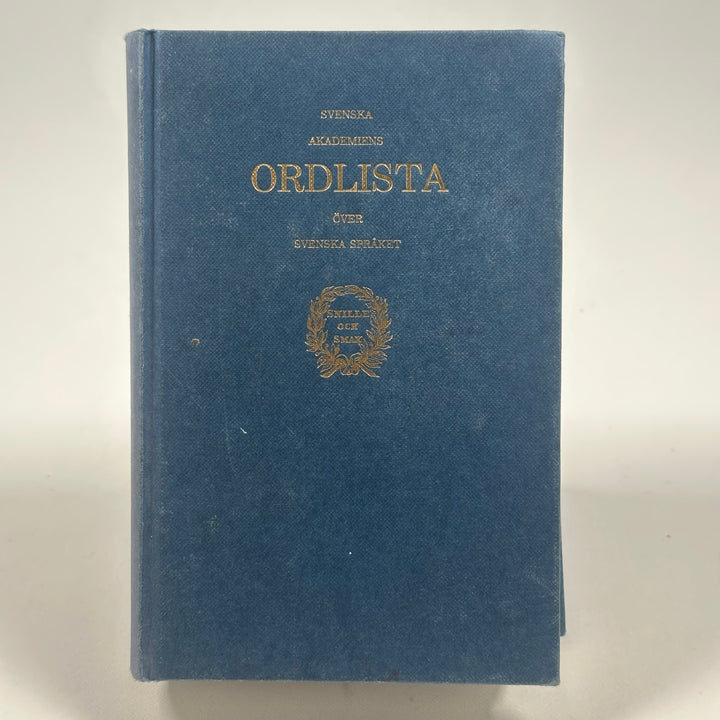 SVENSKA
AKADEMIENS
ORDLISTA
ÖVER
SVENSKA SPRÅKET
SNILLE
OCH
SMAK